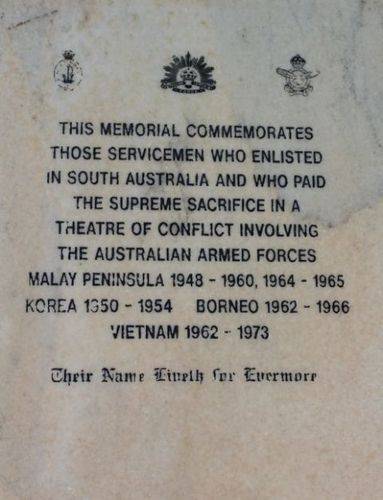 THIS MEMORIAL COMMEMORATES
THOSE SERVICEMEN WHO ENLISTED
IN SOUTH AUSTRALIA AND WHO PAID
THE SUPREME SACRIFICE IN A
THEATRE OF CONFLICT INVOLVING
THE AUSTRALIAN ARMED FORCES
MALAY PENINSULA 1948 - 1960, 1964 - 1965
KOREA 1950 - 1954 BORNEO 1962 - 1966
VIETNAM 1962 - 1973
Their Name Liveth for Evermore